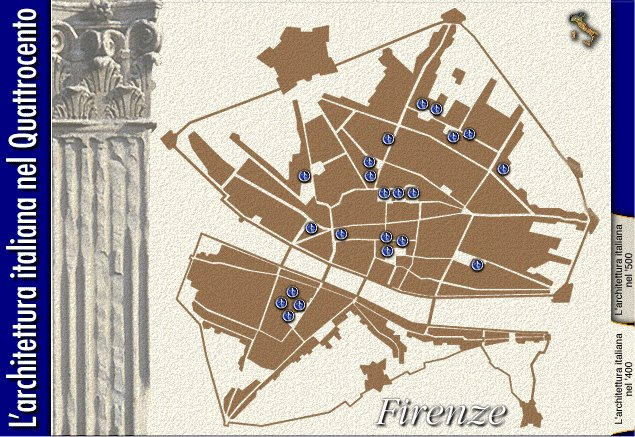 L'architettura italiana nel Quattrocento
Firenze
L'architettura italiana
nel '500
L'architettura italiana
nel '400